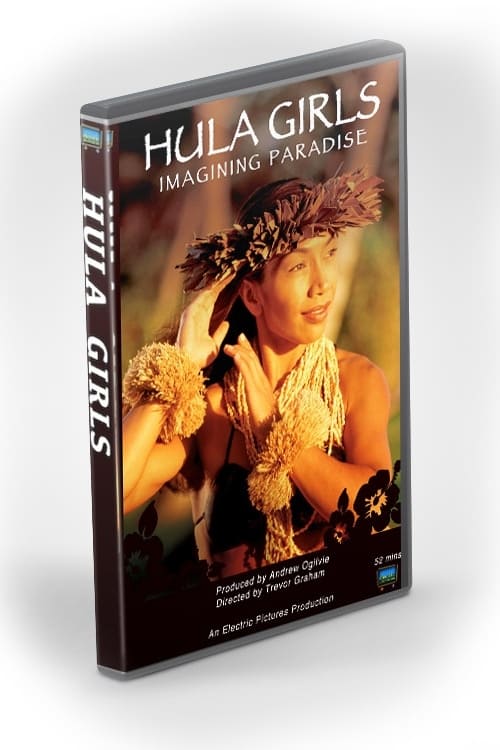 HULA GIRLS
HULA GIRLS
IMAGINING PARADISE
Produced by Andrew Ogilvie
Directed by Trevor Graham
52 mins
An Electric Pictures Production